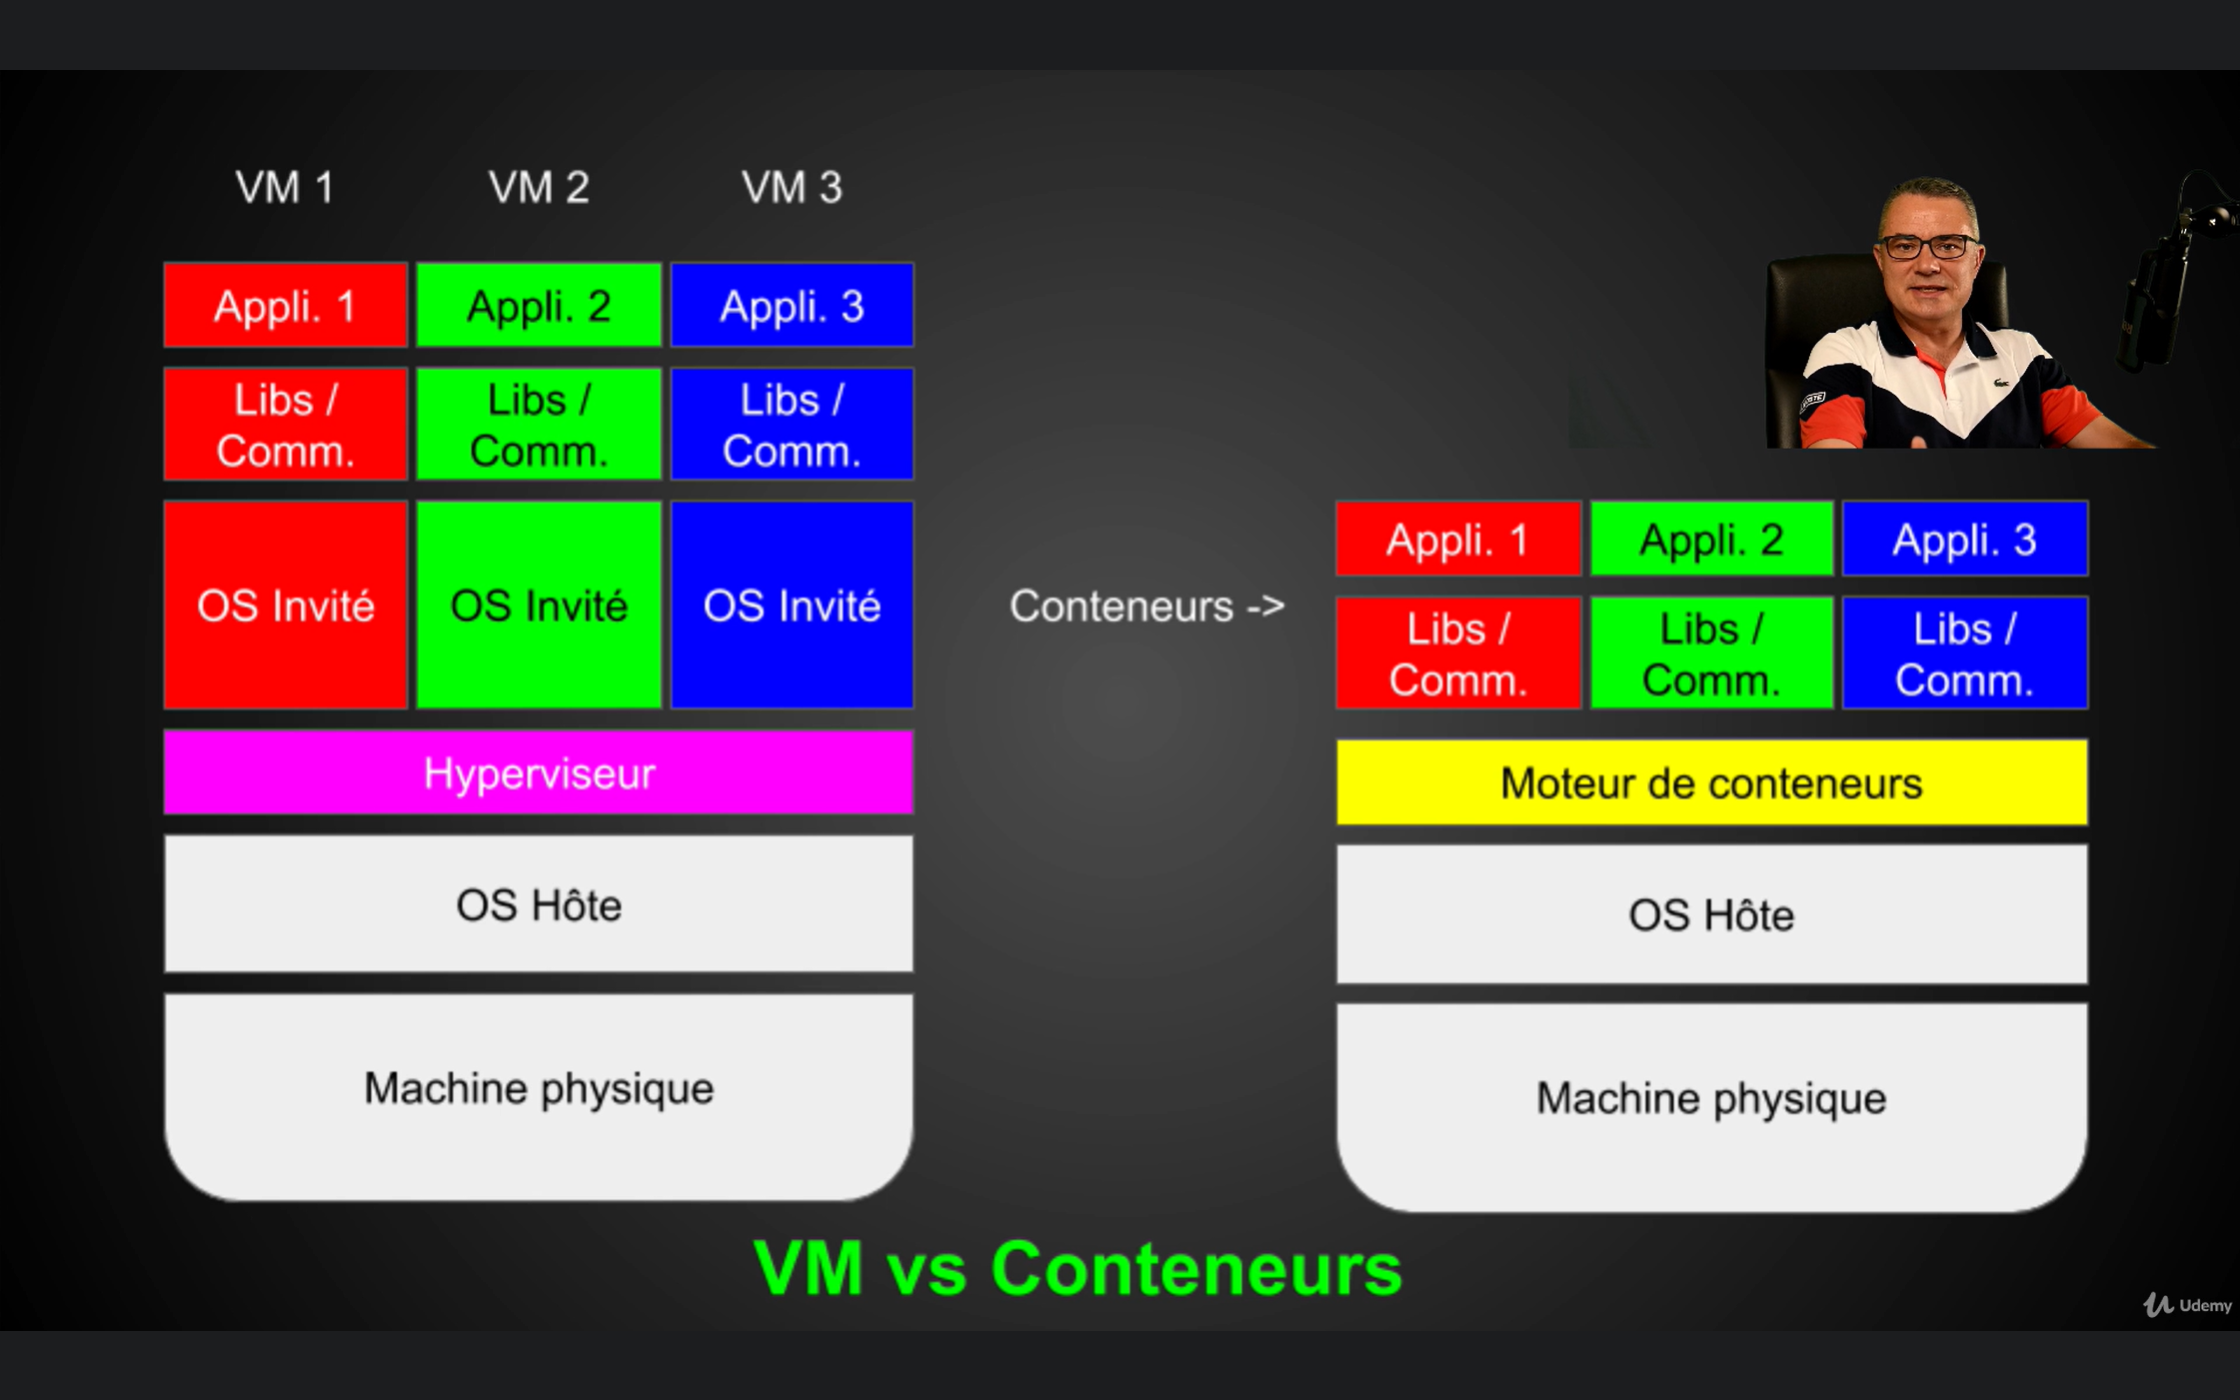 VM 1
VM 2
VM 3
Appli. 1
Appli. 2
Appli. 3
Libs /
Comm.
Libs /
Comm.
Libs /
Comm.
OS Invité
OS Invité
OS Invité
Hyperviseur
OS Hôte
Machine physique
Conteneurs ->
Appli. 1
Appli. 2
Appli. 3
Libs /
Comm.
Libs /
Comm.
Libs /
Comm.
Moteur de conteneurs
OS Hôte
Machine physique
VM vs Conteneurs
Udemy